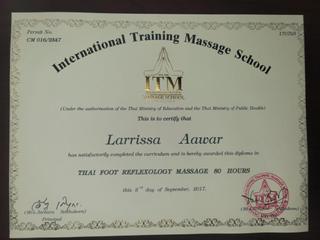 Permit No.
CM 016/2547
International Training Massage School
ITM
MASSAGE SCHOOL
(Under the authorization of the Thai Ministry of Education and the Thai Ministry of Public Health)
This is to certify that
Larrissa Aawar
has satisfactorily completed the curriculum and is hereby awarded this diploma in
THAI FOOT REFLEXOLOGY MASSAGE 80 HOURS
this 8th day of September, 2017.
Principal